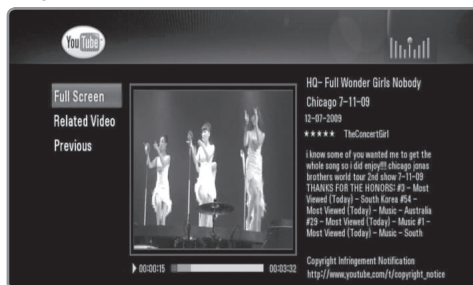 YouTube
Full Screen
Related Video
Previous
HQ- Full Wonder Girls Nobody
Chicago 7-11-09
12-07-2009
★★★★★ TheConcertGirl
i know some of you wanted me to get the
whole song so i did enjoy!!!! chicago jonas
brothers world tour 2nd show 7-11-09
THANKS FOR THE HONORS: #3 - Most
Viewed (Today) - South Korea #54 -
Most Viewed (Today) - Music - Australia
#29 - Most Viewed (Today) - Music #1 -
Most Viewed (Today) - Music - South
Copyright Infringement Notification
http://www.youtube.com/t/copyright_notice
00:00:15 00:03:32